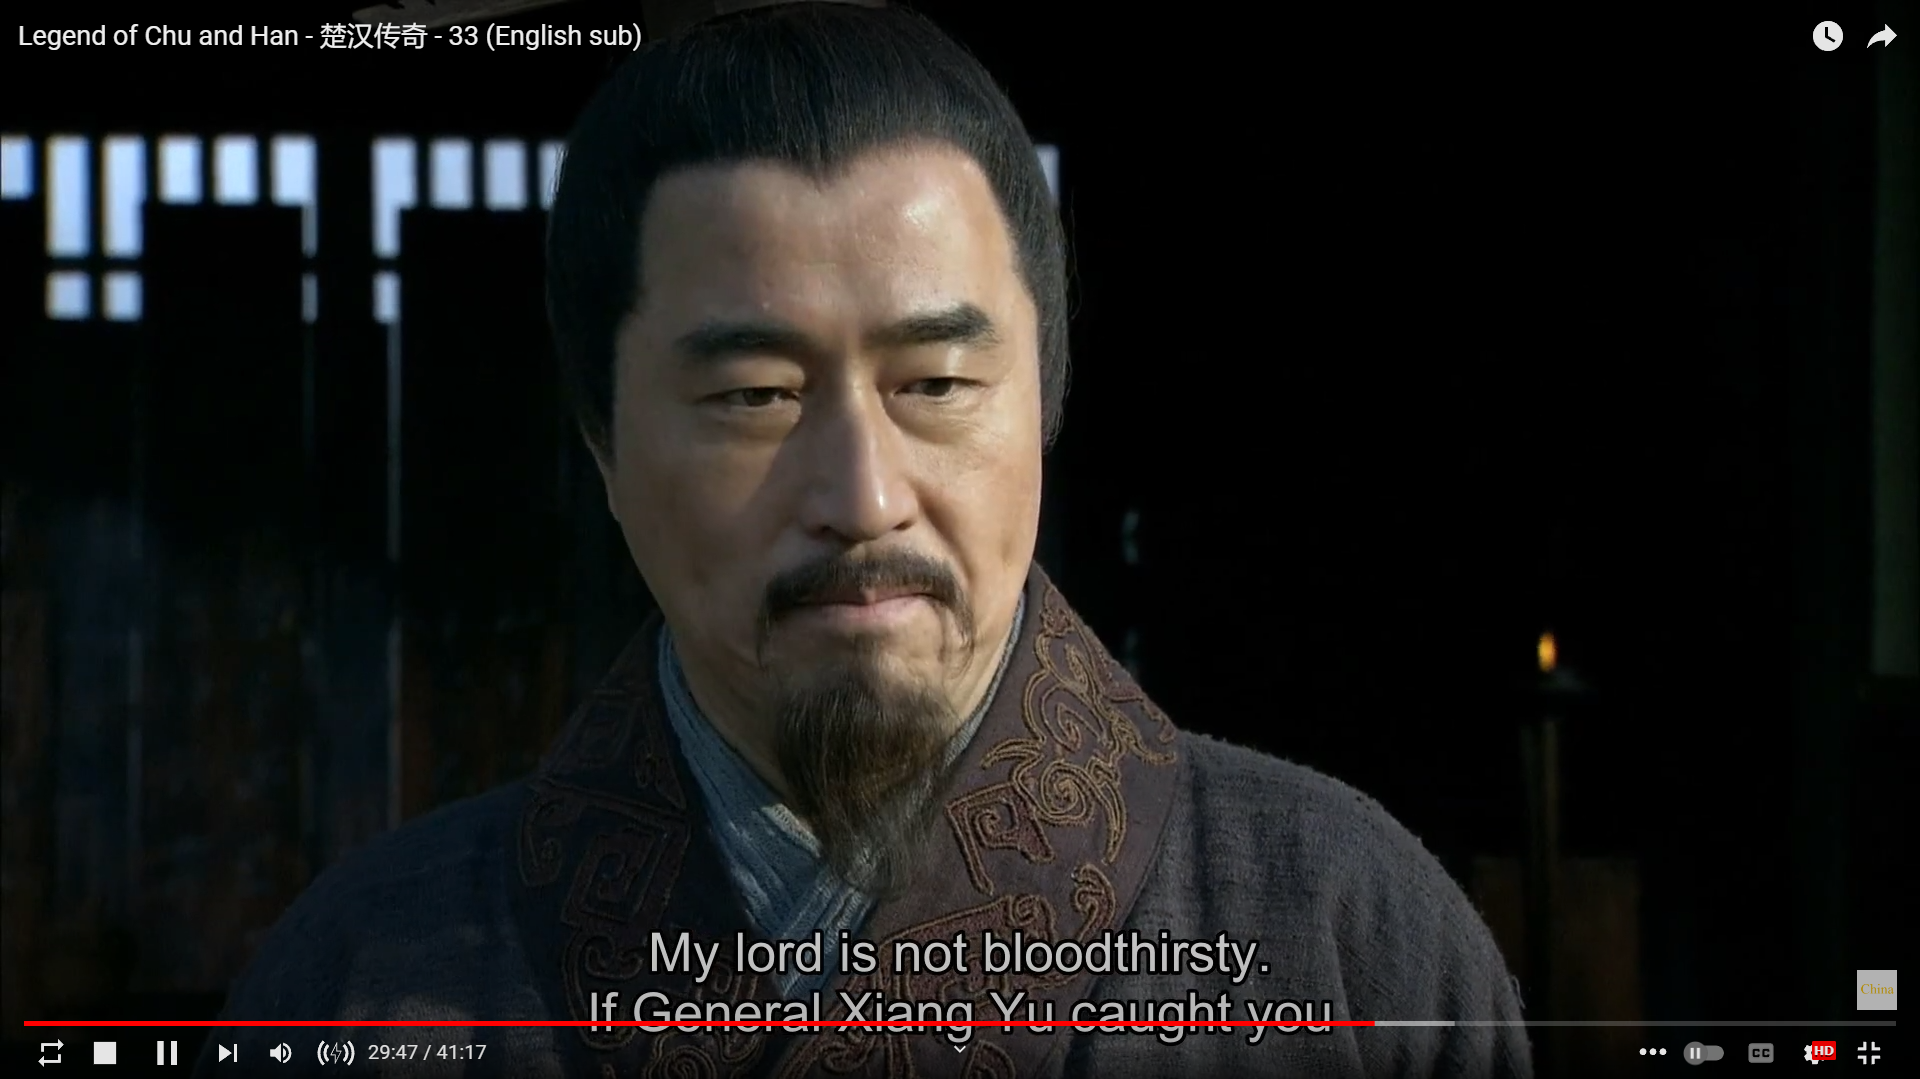 Legend of Chu and Han - 楚汉传奇 - 33 (English sub)
My lord is not bloodthirsty.
If General Xiang Yu caught you
China
29:47 / 41:17
CC
HD